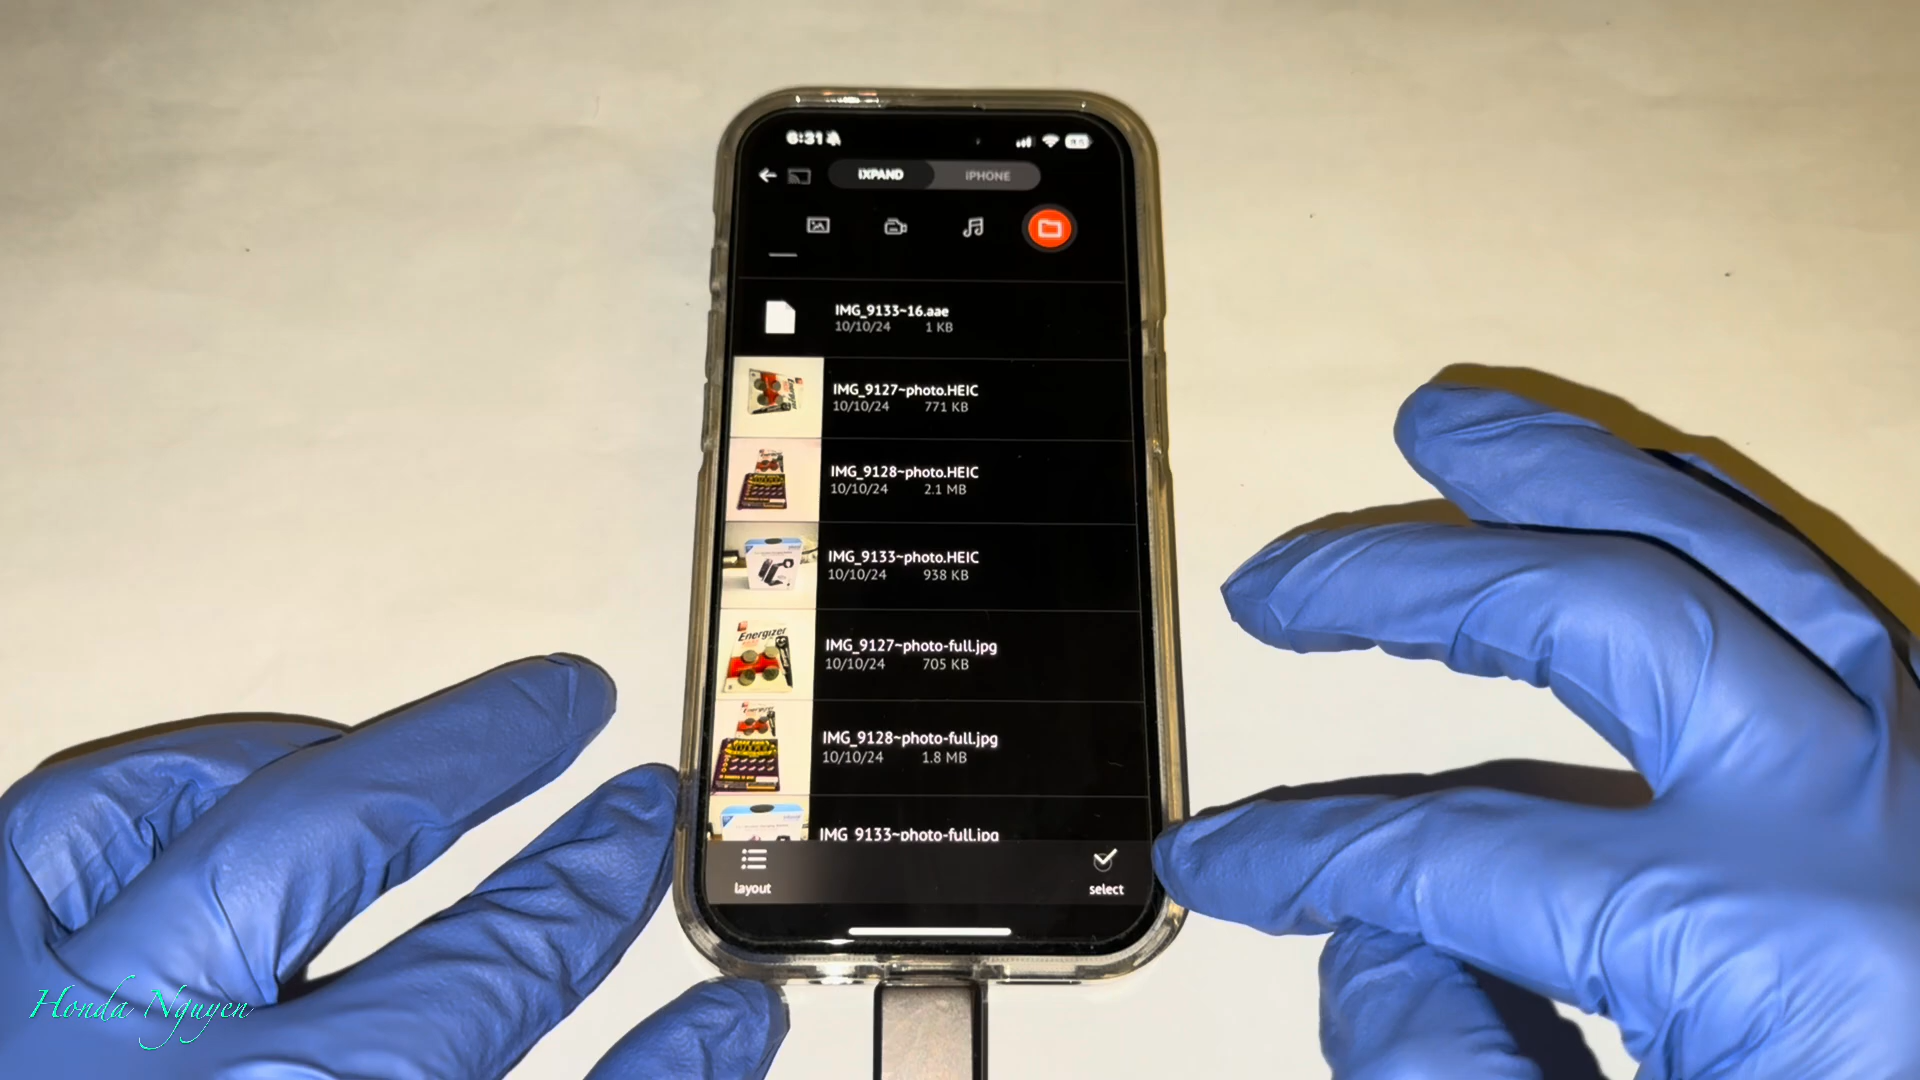 6:31
iXPAND
iPHONE
IMG_9133~16.aae
10/10/24 1 KB
IMG_9127~photo.HEIC
10/10/24 771 KB
IMG_9128~photo.HEIC
10/10/24 2.1 MB
IMG_9133~photo.HEIC
10/10/24 938 KB
Energizer
IMG_9127~photo-full.jpg
10/10/24 705 KB
Energizer
IMG_9128~photo-full.jpg
10/10/24 1.8 MB
IMG_9133~photo-full.jpg
layout
select
Honda Nguyen